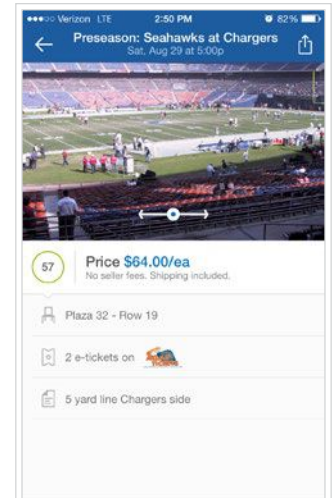 Verizon LTE 2:50 PM 82%
Preseason: Seahawks at Chargers
Sat, Aug 29 at 5:00p
57
Price $64.00/ea
No seller fees. Shipping included.
Plaza 32 - Row 19
2 e-tickets on
5 yard line Chargers side